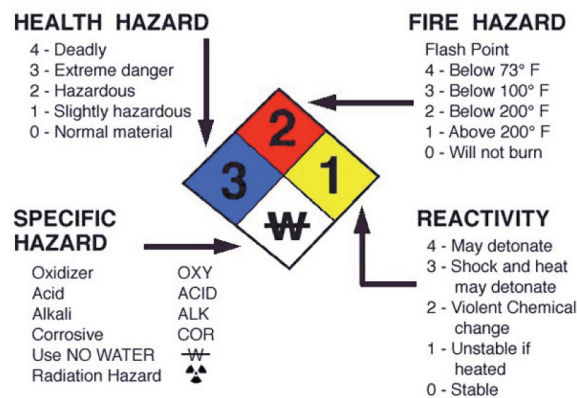 HEALTH HAZARD
4 - Deadly
3 - Extreme danger
2 - Hazardous
1 - Slightly hazardous
0 - Normal material
FIRE HAZARD
Flash Point
4 - Below 73° F
3 - Below 100° F
2 - Below 200° F
1 - Above 200° F
0 - Will not burn
2
3
1
W
SPECIFIC
HAZARD
Oxidizer OXY
Acid ACID
Alkali ALK
Corrosive COR
Use NO WATER W
Radiation Hazard
REACTIVITY
4 - May detonate
3 - Shock and heat
may detonate
2 - Violent Chemical
change
1 - Unstable if
heated
0 - Stable